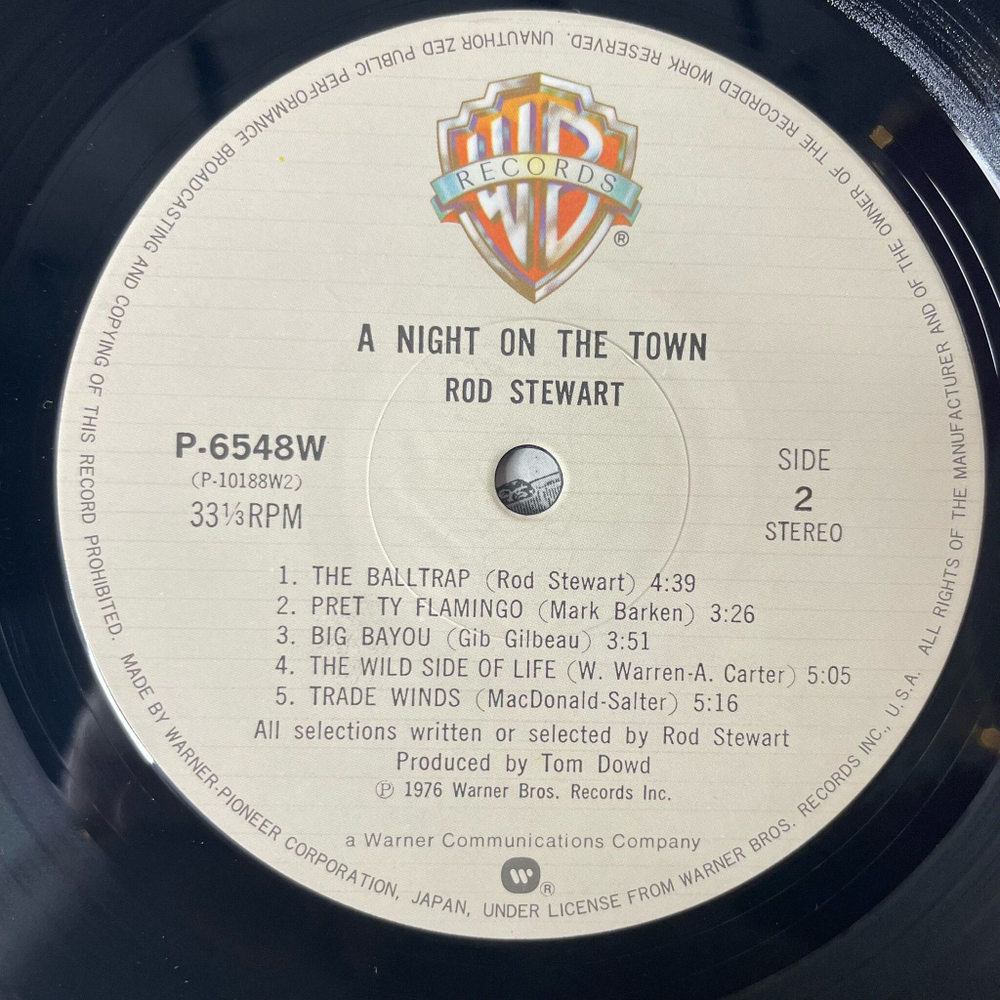 WB
RECORDS
®
A NIGHT ON THE TOWN
ROD STEWART
P-6548W
(P-10188W2)
33⅓RPM
SIDE
2
STEREO
1. THE BALLTRAP (Rod Stewart) 4:39
2. PRET TY FLAMINGO (Mark Barken) 3:26
3. BIG BAYOU (Gib Gilbeau) 3:51
4. THE WILD SIDE OF LIFE (W. Warren-A. Carter) 5:05
5. TRADE WINDS (MacDonald-Salter) 5:16
All selections written or selected by Rod Stewart
Produced by Tom Dowd
℗ 1976 Warner Bros. Records Inc.
a Warner Communications Company
W ®
MADE BY WARNER-PIONEER CORPORATION, JAPAN, UNDER LICENSE FROM WARNER BROS. RECORDS INC., U.S.A. ALL RIGHTS OF THE MANUFACTURER AND OF THE OWNER OF THE RECORDED WORK RESERVED. UNAUTHOR ZED PUBLIC PERFORMANCE BROADCASTING AND COPYING OF THIS RECORD PROHIBITED.